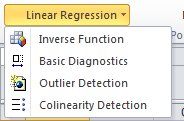 Linear Regression
Inverse Function
Basic Diagnostics
Outlier Detection
Colinearity Detection